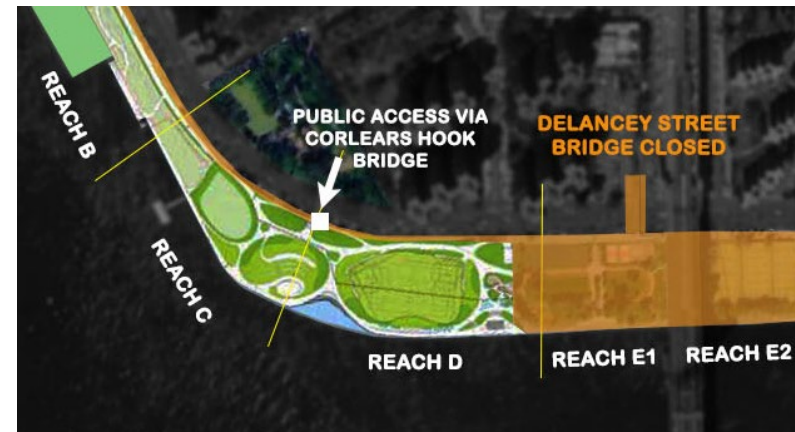 REACH B
PUBLIC ACCESS VIA
CORLEARS HOOK
BRIDGE
DELANCEY STREET
BRIDGE CLOSED
REACH C
REACH D
REACH E1
REACH E2